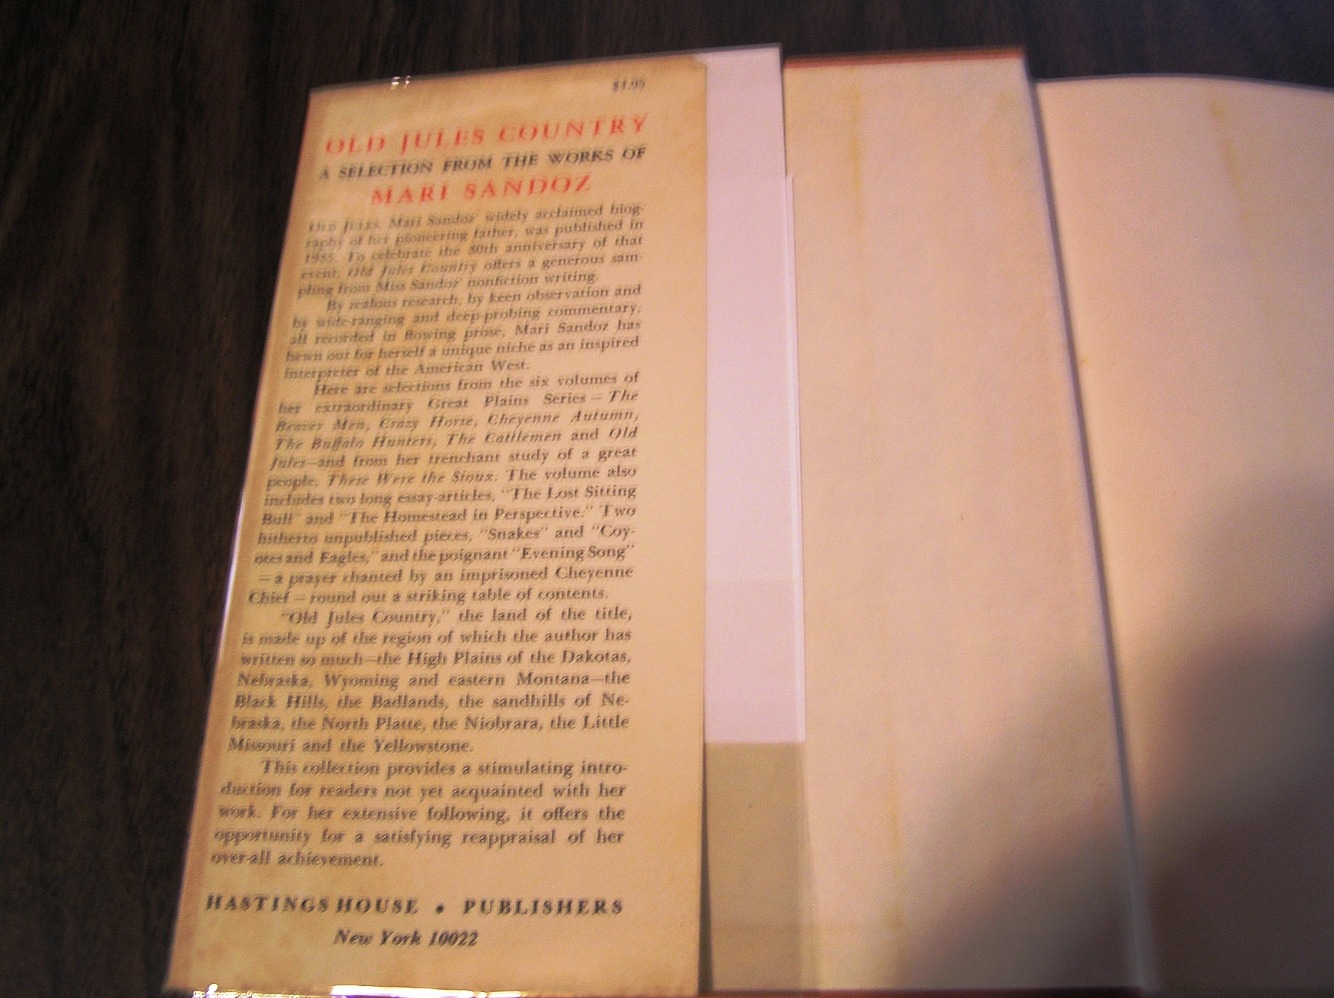 $1.95
OLD JULES COUNTRY
A SELECTION FROM THE WORKS OF
MARI SANDOZ
OLD JULES, Mari Sandoz' widely acclaimed biog-
raphy of her pioneering father, was published in
1935. To celebrate the 30th anniversary of that
event, Old Jules Country offers a generous sam-
pling from Miss Sandoz' nonfiction writing.
By zealous research, by keen observation and
by wide-ranging and deep-probing commentary,
all recorded in flowing prose, Mari Sandoz has
hewn out for herself a unique niche as an inspired
interpreter of the American West.
Here are selections from the six volumes of
her extraordinary Great Plains Series—The
Beaver Men, Crazy Horse, Cheyenne Autumn,
The Buffalo Hunters, The Cattlemen and Old
Jules—and from her trenchant study of a great
people, These Were the Sioux. The volume also
includes two long essay-articles, "The Lost Sitting
Bull" and "The Homestead in Perspective." Two
hitherto unpublished pieces, "Snakes" and "Coy-
otes and Eagles," and the poignant "Evening Song"
—a prayer chanted by an imprisoned Cheyenne
Chief—round out a striking table of contents.
"Old Jules Country," the land of the title,
is made up of the region of which the author has
written so much—the High Plains of the Dakotas,
Nebraska, Wyoming and eastern Montana—the
Black Hills, the Badlands, the sandhills of Ne-
braska, the North Platte, the Niobrara, the Little
Missouri and the Yellowstone.
This collection provides a stimulating intro-
duction for readers not yet acquainted with her
work. For her extensive following, it offers the
opportunity for a satisfying reappraisal of her
over-all achievement.
HASTINGS HOUSE • PUBLISHERS
New York 10022